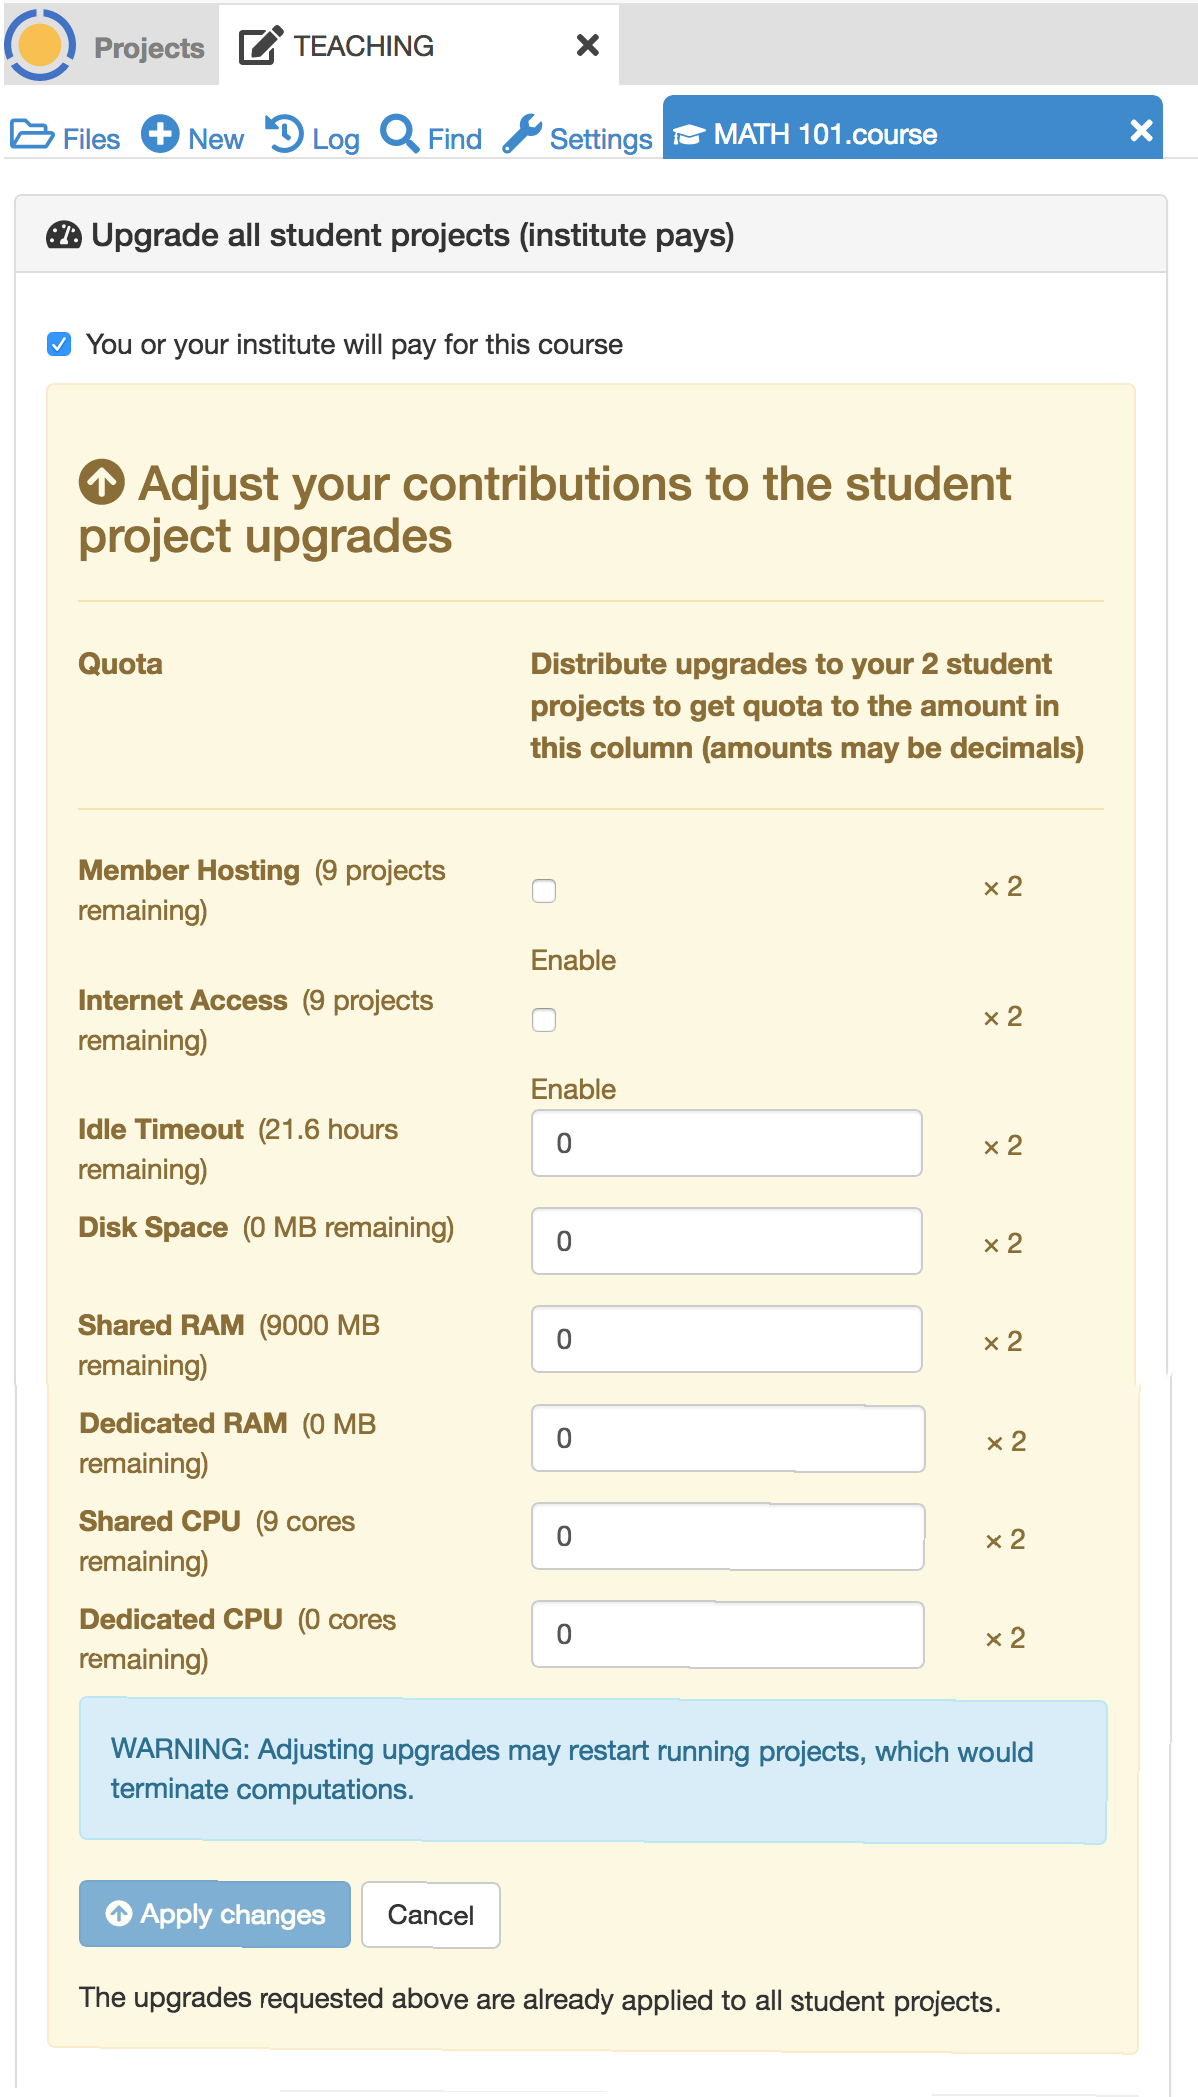 Projects TEACHING
Files New Log Find Settings MATH 101.course
Upgrade all student projects (institute pays)
You or your institute will pay for this course
Adjust your contributions to the student
project upgrades
Quota
Distribute upgrades to your 2 student
projects to get quota to the amount in
this column (amounts may be decimals)
Member Hosting (9 projects
remaining)
× 2
Enable
Internet Access (9 projects
remaining)
× 2
Enable
Idle Timeout (21.6 hours
remaining)
0 × 2
Disk Space (0 MB remaining) 0 × 2
Shared RAM (9000 MB
remaining)
0 × 2
Dedicated RAM (0 MB
remaining)
0 × 2
Shared CPU (9 cores
remaining)
0 × 2
Dedicated CPU (0 cores
remaining)
0 × 2
WARNING: Adjusting upgrades may restart running projects, which would
terminate computations.
Apply changes Cancel
The upgrades requested above are already applied to all student projects.